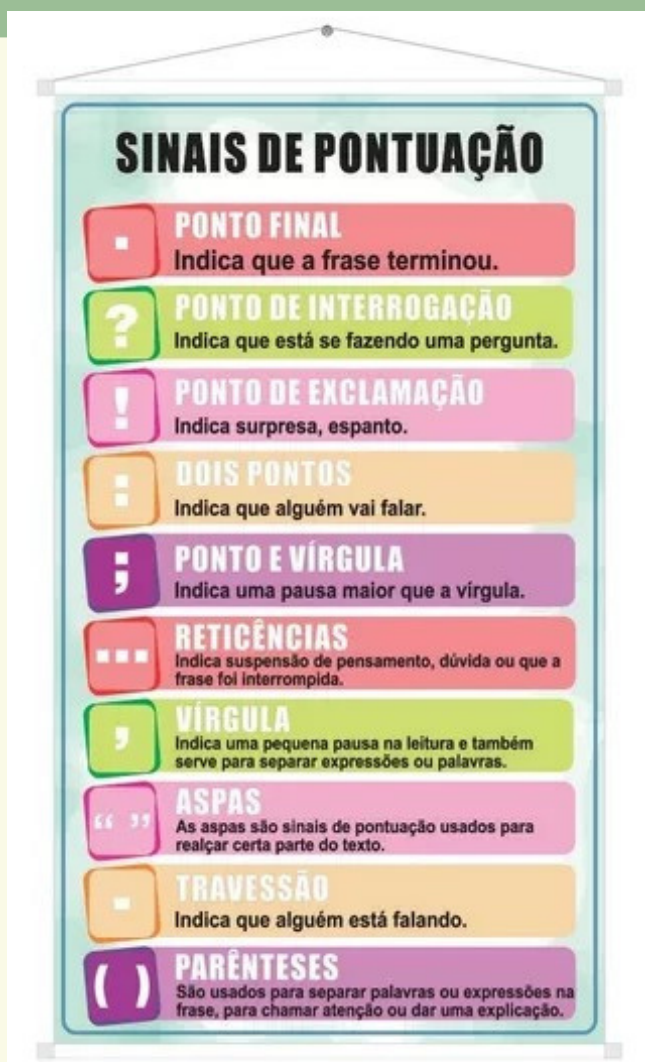 SINAIS DE PONTUAÇÃO
.
PONTO FINAL
Indica que a frase terminou.
?
PONTO DE INTERROGAÇÃO
Indica que está se fazendo uma pergunta.
!
PONTO DE EXCLAMAÇÃO
Indica surpresa, espanto.
:
DOIS PONTOS
Indica que alguém vai falar.
;
PONTO E VÍRGULA
Indica uma pausa maior que a vírgula.
...
RETICÊNCIAS
Indica suspensão de pensamento, dúvida ou que a
frase foi interrompida.
,
VÍRGULA
Indica uma pequena pausa na leitura e também
serve para separar expressões ou palavras.
“ ”
ASPAS
As aspas são sinais de pontuação usados para
realçar certa parte do texto.
-
TRAVESSÃO
Indica que alguém está falando.
( )
PARÊNTESES
São usados para separar palavras ou expressões na
frase, para chamar atenção ou dar uma explicação.